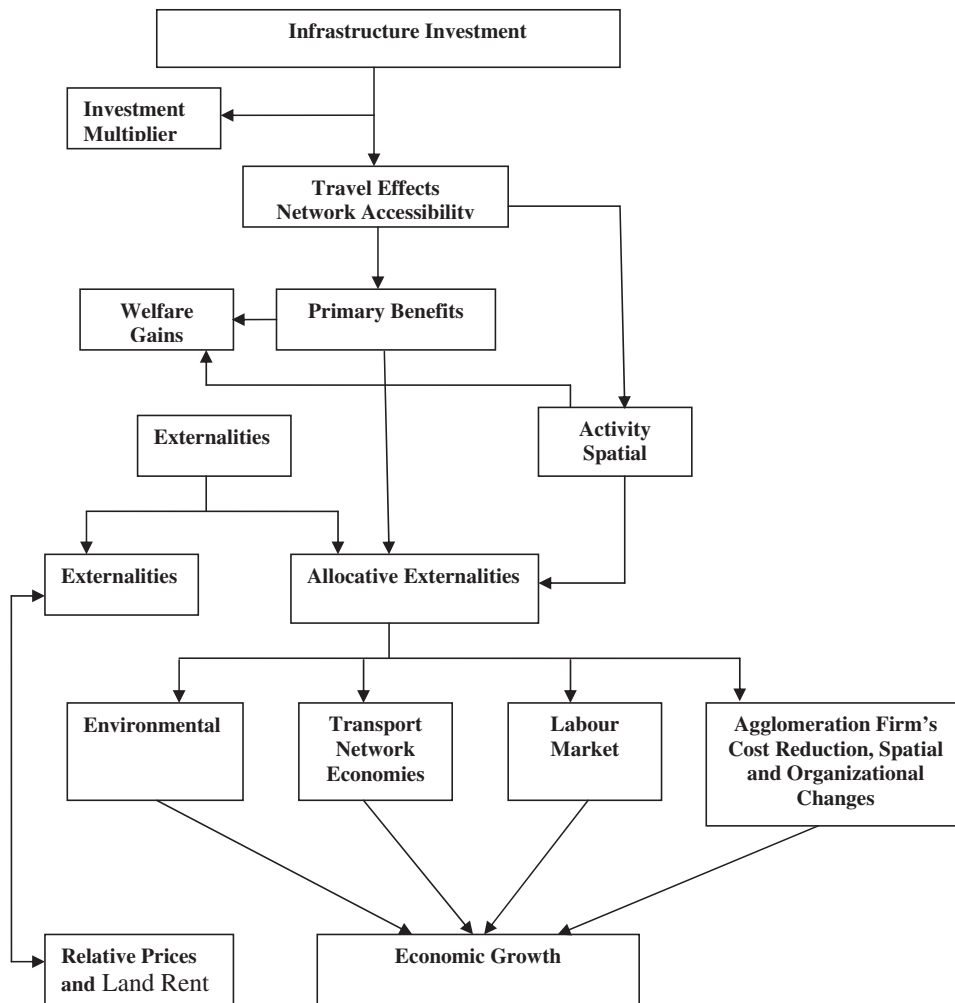 Infrastructure Investment
Investment
Multiplier
Travel Effects
Network Accessibility
Welfare
Gains
Primary Benefits
Externalities
Activity
Spatial
Externalities
Allocative Externalities
Environmental
Transport
Network
Economies
Labour
Market
Agglomeration Firm's
Cost Reduction, Spatial
and Organizational
Changes
Relative Prices
and Land Rent
Economic Growth